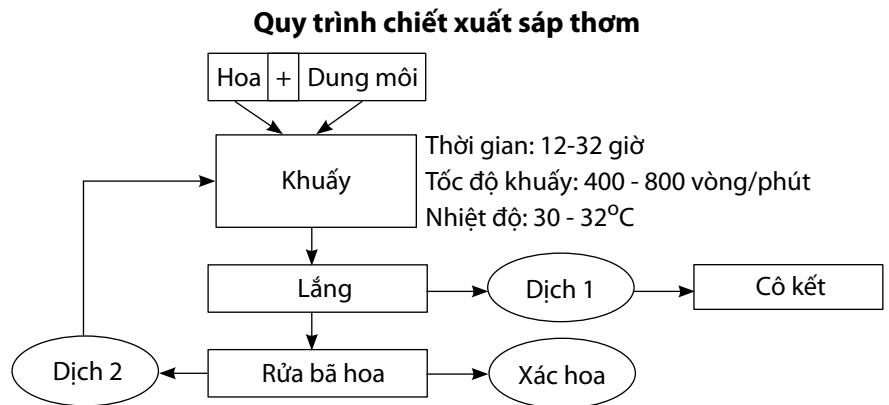 Quy trình chiết xuất sáp thơm
Hoa + Dung môi
Khuấy
Thời gian: 12-32 giờ
Tốc độ khuấy: 400 - 800 vòng/phút
Nhiệt độ: 30 - 32⁰C
Lắng
Dịch 1
Cô kết
Dịch 2
Rửa bã hoa
Xác hoa